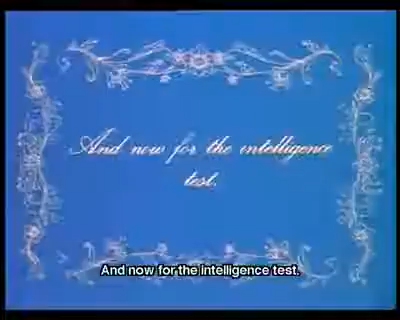 And now for the intelligence
test.
And now for the intelligence test.